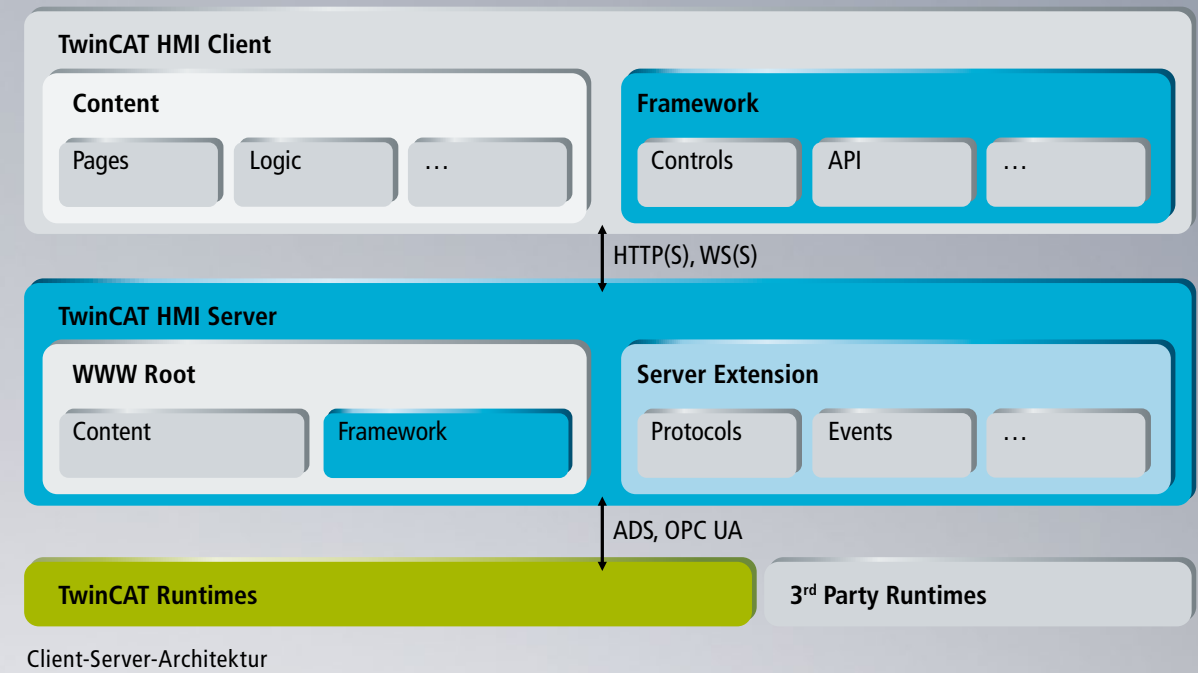 TwinCAT HMI Client
Content
Pages
Logic
…
Framework
Controls
API
…
HTTP(S), WS(S)
TwinCAT HMI Server
WWW Root
Content
Framework
Server Extension
Protocols
Events
…
ADS, OPC UA
TwinCAT Runtimes
3rd Party Runtimes
Client-Server-Architektur